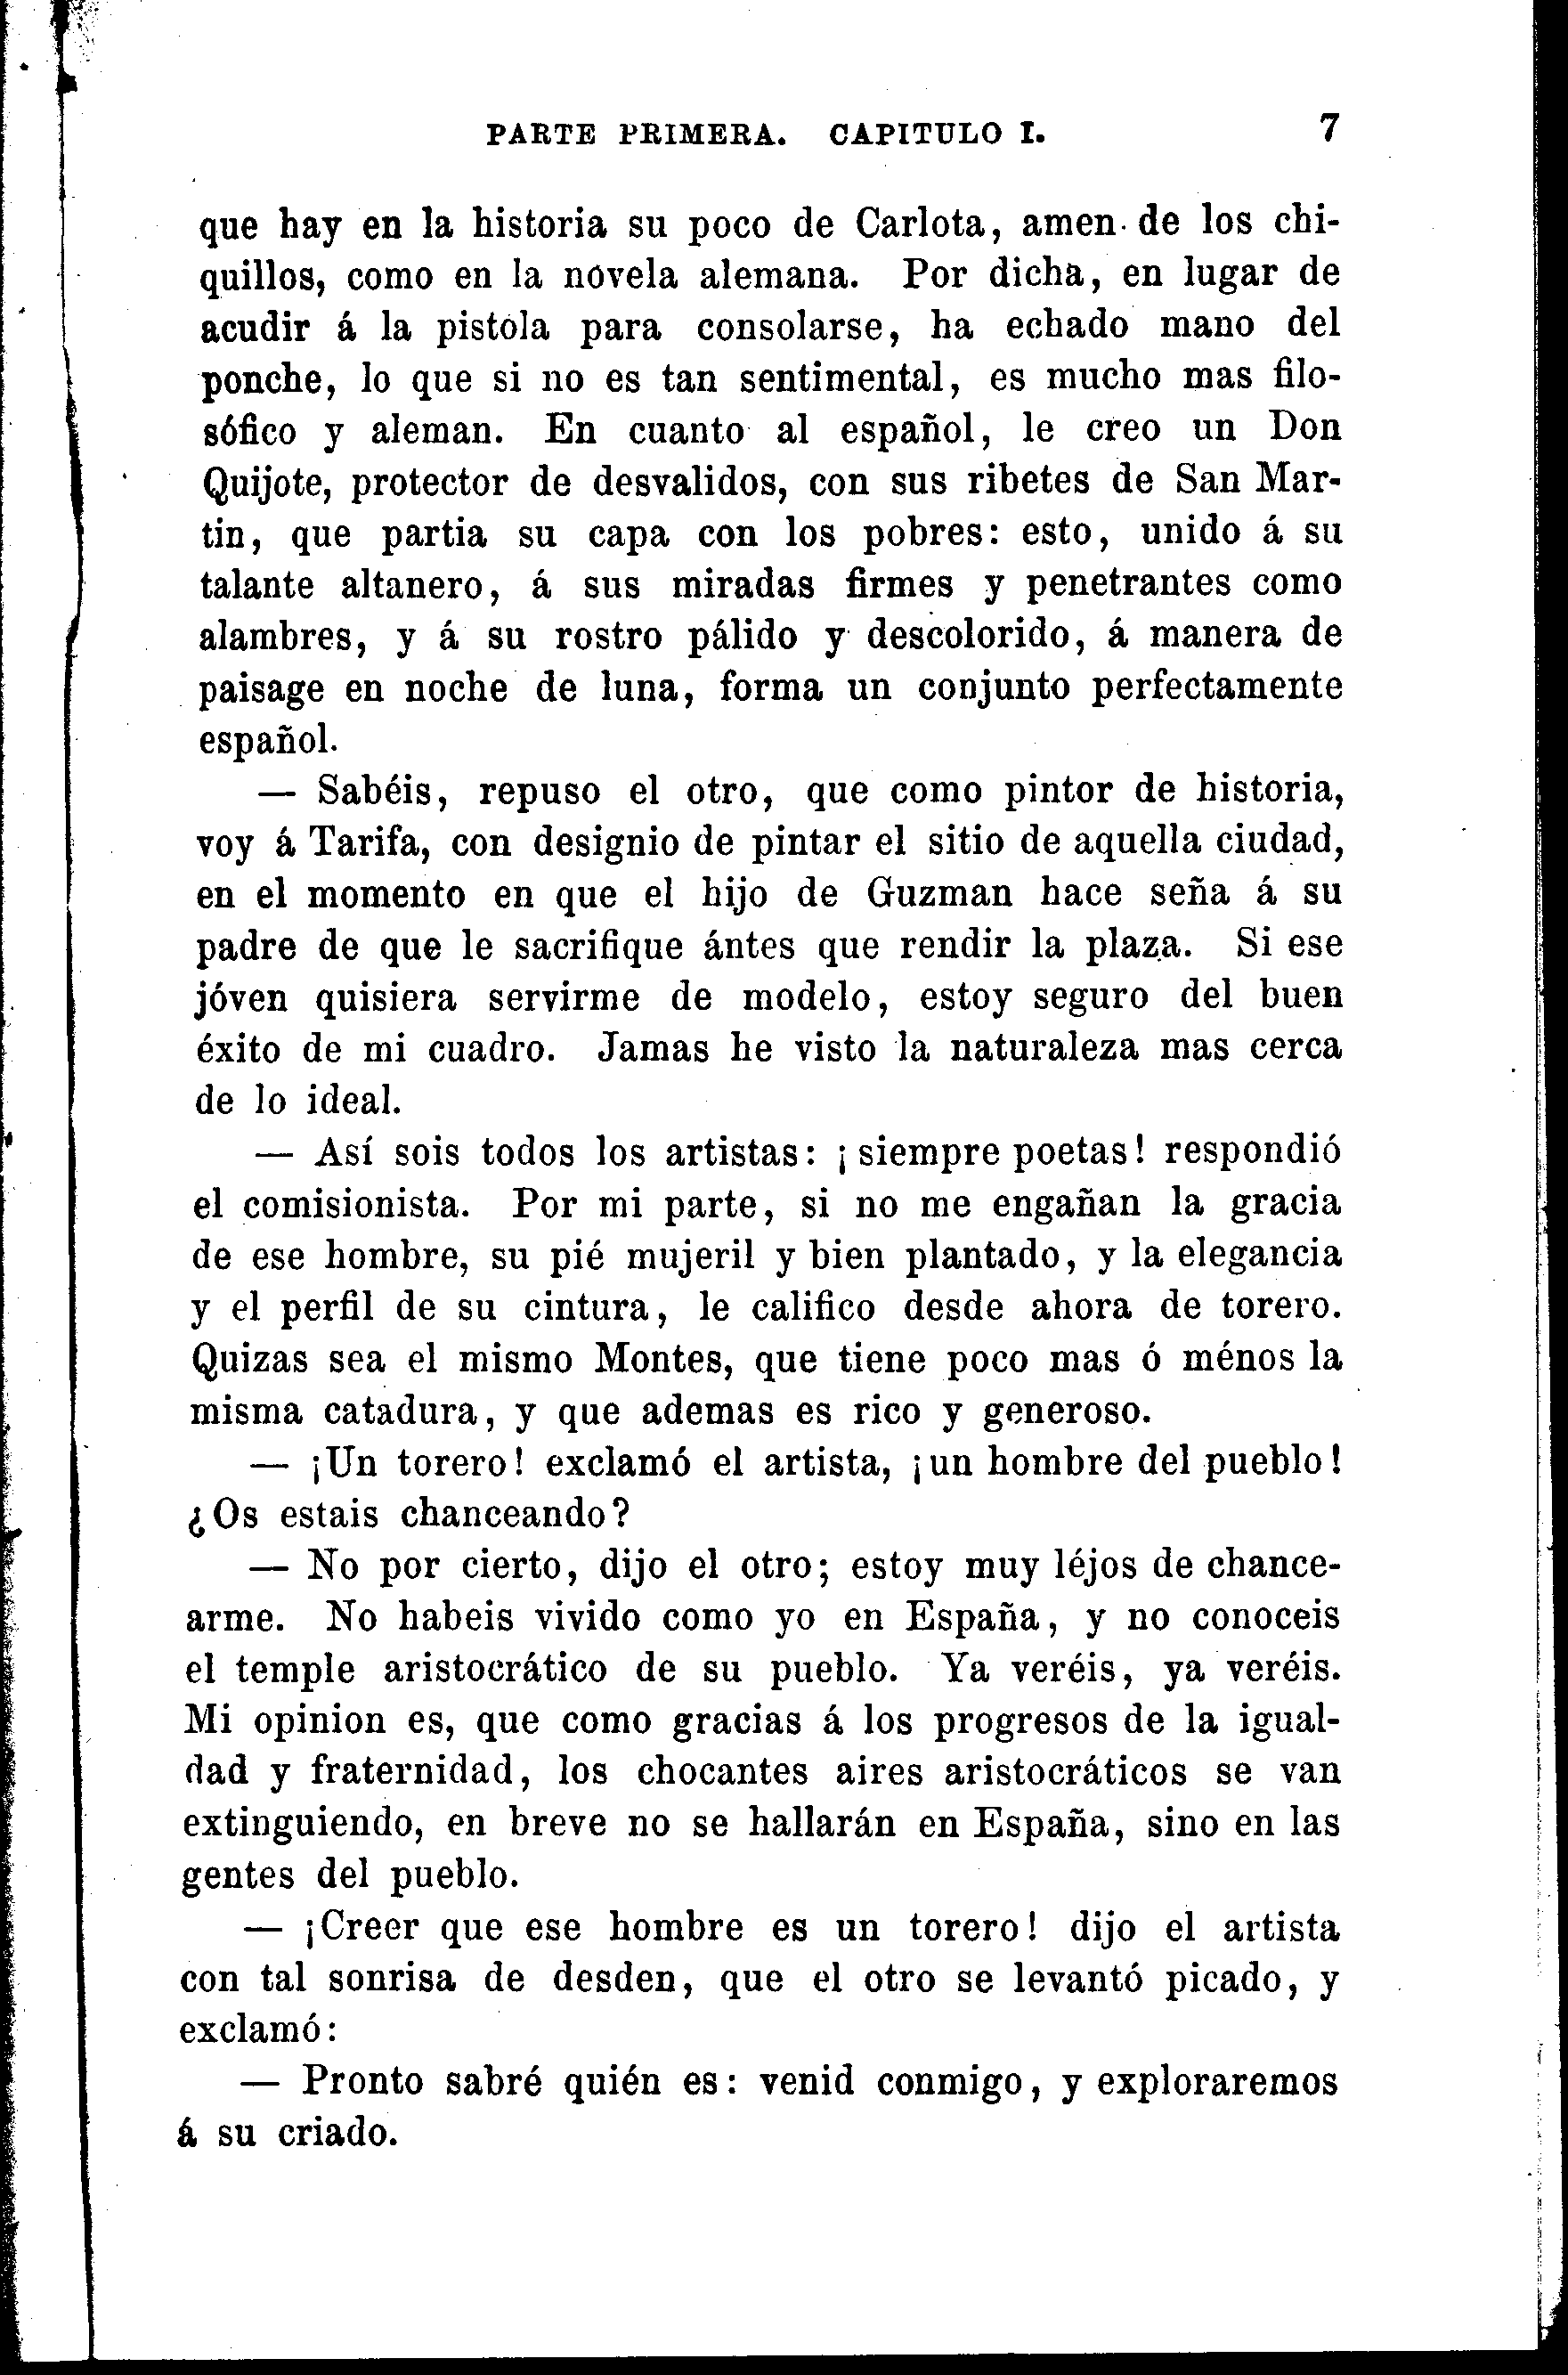 PARTE PRIMERA. CAPITULO I. 7
que hay en la historia su poco de Carlota, amen de los chi-
quillos, como en la novela alemana. Por dicha, en lugar de
acudir á la pistola para consolarse, ha echado mano del
ponche, lo que si no es tan sentimental, es mucho mas filo-
sófico y aleman. En cuanto al español, le creo un Don
Quijote, protector de desvalidos, con sus ribetes de San Mar-
tin, que partia su capa con los pobres: esto, unido á su
talante altanero, á sus miradas firmes y penetrantes como
alambres, y á su rostro pálido y descolorido, á manera de
paisage en noche de luna, forma un conjunto perfectamente
español.
— Sabéis, repuso el otro, que como pintor de historia,
voy á Tarifa, con designio de pintar el sitio de aquella ciudad,
en el momento en que el hijo de Guzman hace seña á su
padre de que le sacrifique ántes que rendir la plaza. Si ese
jóven quisiera servirme de modelo, estoy seguro del buen
éxito de mi cuadro. Jamas he visto la naturaleza mas cerca
de lo ideal.
— Así sois todos los artistas: ¡siempre poetas! respondió
el comisionista. Por mi parte, si no me engañan la gracia
de ese hombre, su pié mujeril y bien plantado, y la elegancia
y el perfil de su cintura, le califico desde ahora de torero.
Quizas sea el mismo Montes, que tiene poco mas ó ménos la
misma catadura, y que ademas es rico y generoso.
— ¡Un torero! exclamó el artista, ¡un hombre del pueblo!
¿Os estais chanceando?
— No por cierto, dijo el otro; estoy muy léjos de chance-
arme. No habeis vivido como yo en España, y no conoceis
el temple aristocrático de su pueblo. Ya veréis, ya veréis.
Mi opinion es, que como gracias á los progresos de la igual-
dad y fraternidad, los chocantes aires aristocráticos se van
extinguiendo, en breve no se hallarán en España, sino en las
gentes del pueblo.
— ¡Creer que ese hombre es un torero! dijo el artista
con tal sonrisa de desden, que el otro se levantó picado, y
exclamó:
— Pronto sabré quién es: venid conmigo, y exploraremos
á su criado.